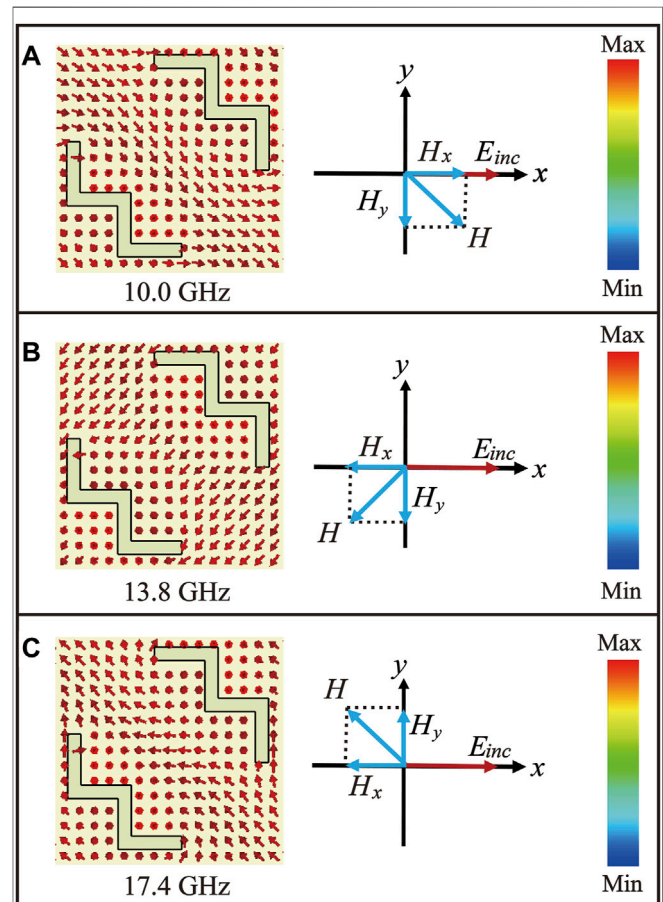 A
y
Max
Hx Einc x
Hy
H
Min
10.0 GHz
B
y
Max
Hx Einc x
Hy
H
Min
13.8 GHz
C
y
Max
H
Hy
Einc x
Hx
Min
17.4 GHz